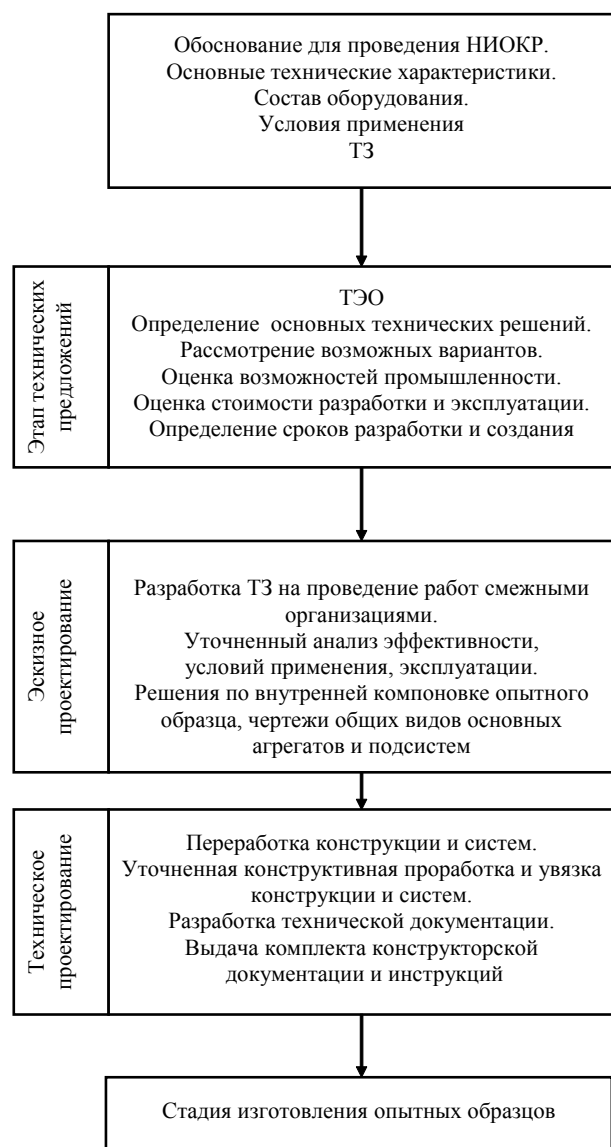 Обоснование для проведения НИОКР.
Основные технические характеристики.
Состав оборудования.
Условия применения
ТЗ
Этап технических
предложений
ТЭО
Определение основных технических решений.
Рассмотрение возможных вариантов.
Оценка возможностей промышленности.
Оценка стоимости разработки и эксплуатации.
Определение сроков разработки и создания
Эскизное
проектирование
Разработка ТЗ на проведение работ смежными
организациями.
Уточненный анализ эффективности,
условий применения, эксплуатации.
Решения по внутренней компоновке опытного
образца, чертежи общих видов основных
агрегатов и подсистем
Техническое
проектирование
Переработка конструкции и систем.
Уточненная конструктивная проработка и увязка
конструкции и систем.
Разработка технической документации.
Выдача комплекта конструкторской
документации и инструкций
Стадия изготовления опытных образцов